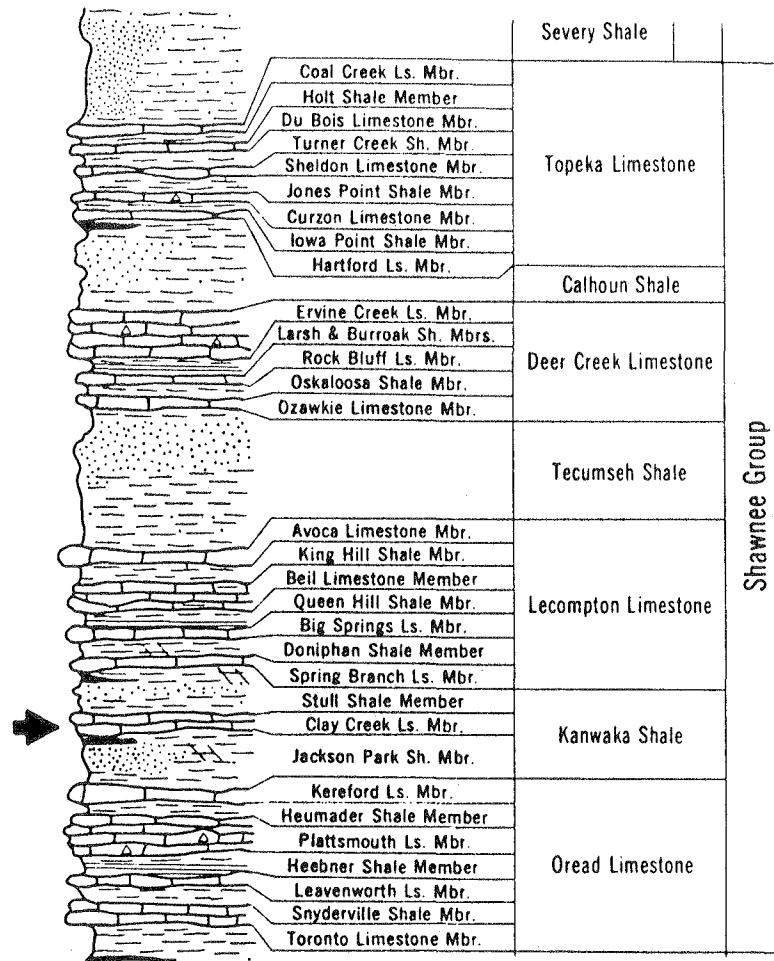 Severy Shale
Coal Creek Ls. Mbr.
Holt Shale Member
Du Bois Limestone Mbr.
Turner Creek Sh. Mbr.
Sheldon Limestone Mbr.
Jones Point Shale Mbr.
Curzon Limestone Mbr.
Iowa Point Shale Mbr.
Hartford Ls. Mbr.
Topeka Limestone
Calhoun Shale
Ervine Creek Ls. Mbr.
Larsh & Burroak Sh. Mbrs.
Rock Bluff Ls. Mbr.
Oskaloosa Shale Mbr.
Ozawkie Limestone Mbr.
Deer Creek Limestone
Tecumseh Shale
Avoca Limestone Mbr.
King Hill Shale Mbr.
Beil Limestone Member
Queen Hill Shale Mbr.
Big Springs Ls. Mbr.
Doniphan Shale Member
Spring Branch Ls. Mbr.
Lecompton Limestone
Stull Shale Member
Clay Creek Ls. Mbr.
Jackson Park Sh. Mbr.
Kanwaka Shale
Kereford Ls. Mbr.
Heumader Shale Member
Plattsmouth Ls. Mbr.
Heebner Shale Member
Leavenworth Ls. Mbr.
Snyderville Shale Mbr.
Toronto Limestone Mbr.
Oread Limestone
Shawnee Group